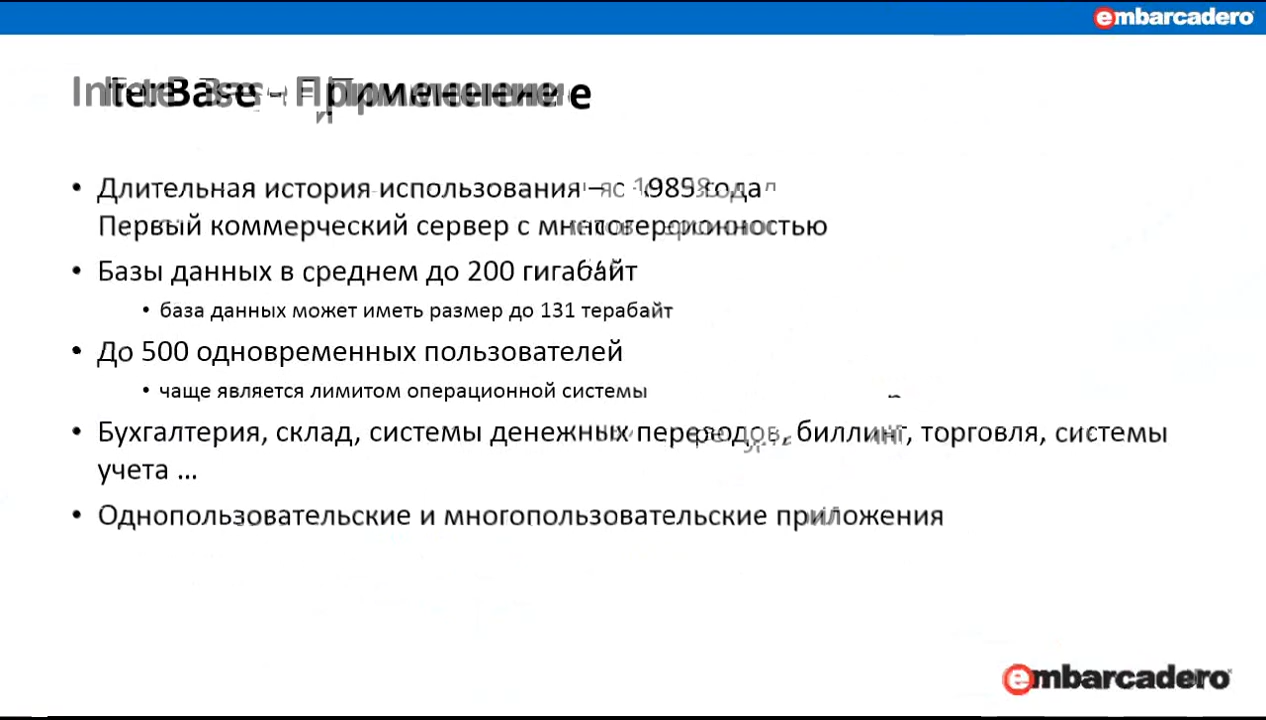 embarcadero
InterBase - Применение
• Длительная история использования – с 1985 года
Первый коммерческий сервер с многоверсионностью
• Базы данных в среднем до 200 гигабайт
• база данных может иметь размер до 131 терабайт
• До 500 одновременных пользователей
• чаще является лимитом операционной системы
• Бухгалтерия, склад, системы денежных переводов, биллинг, торговля, системы
учета ...
• Однопользовательские и многопользовательские приложения
embarcadero